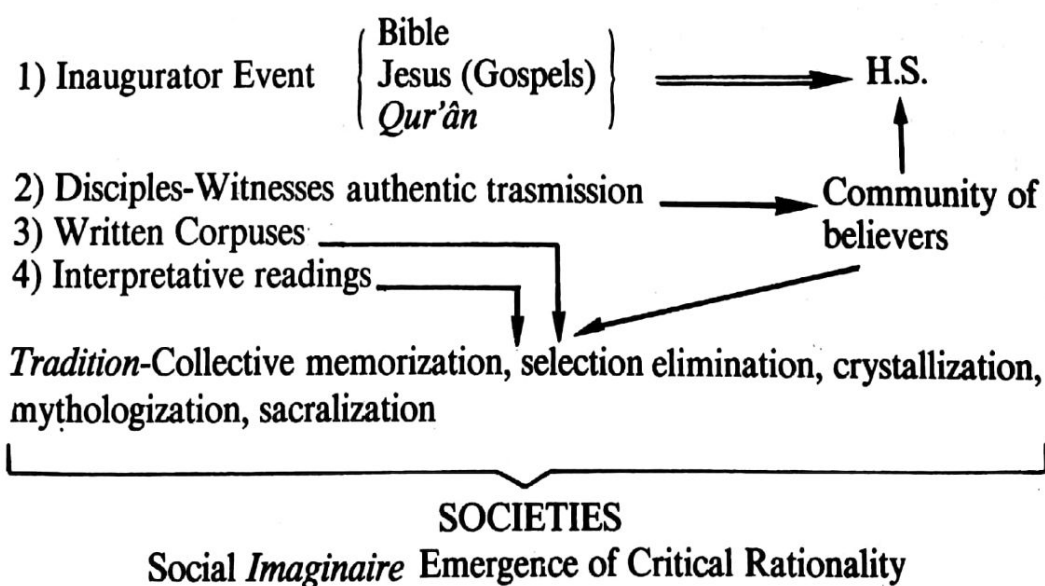 Bible
1) Inaugurator Event Jesus (Gospels) H.S.
Qur’ân
2) Disciples-Witnesses authentic trasmission Community of
3) Written Corpuses believers
4) Interpretative readings
Tradition-Collective memorization, selection elimination, crystallization,
mythologization, sacralization
SOCIETIES
Social Imaginaire Emergence of Critical Rationality